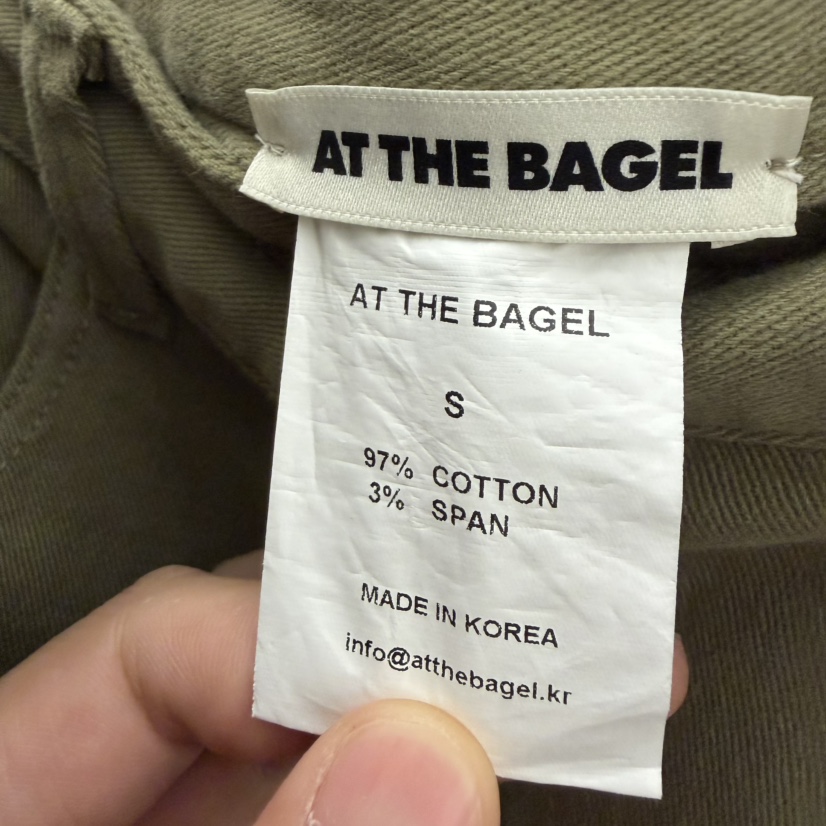 AT THE BAGEL
AT THE BAGEL
S
97% COTTON
3% SPAN
MADE IN KOREA
info@atthebagel.kr